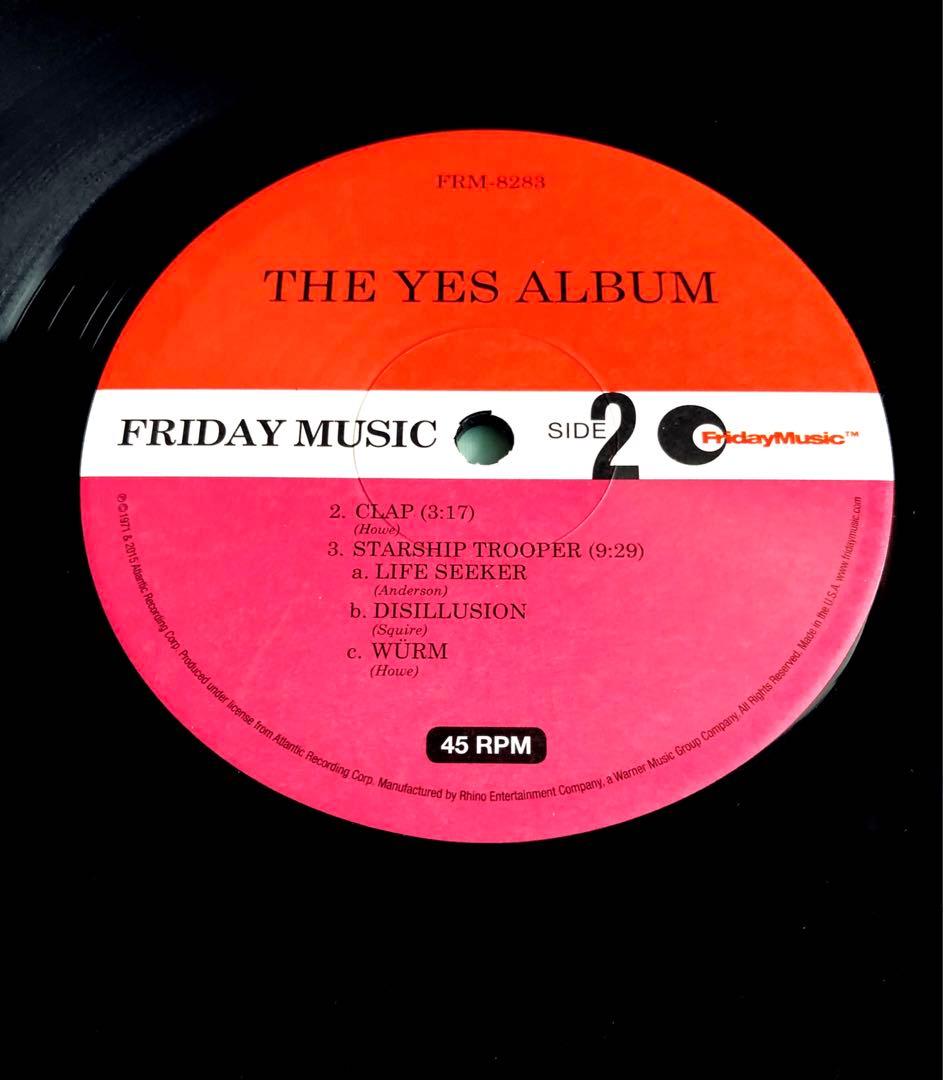 FRM-8283
THE YES ALBUM
FRIDAY MUSIC
SIDE 2
FridayMusic™
2. CLAP (3:17)
(Howe)
3. STARSHIP TROOPER (9:29)
a. LIFE SEEKER
(Anderson)
b. DISILLUSION
(Squire)
c. WÜRM
(Howe)
45 RPM
℗©1971 & 2015 Atlantic Recording Corp. Produced under license from Atlantic Recording Corp. Manufactured by Rhino Entertainment Company, a Warner Music Group Company. All Rights Reserved. Made in the U.S.A. www.fridaymusic.com